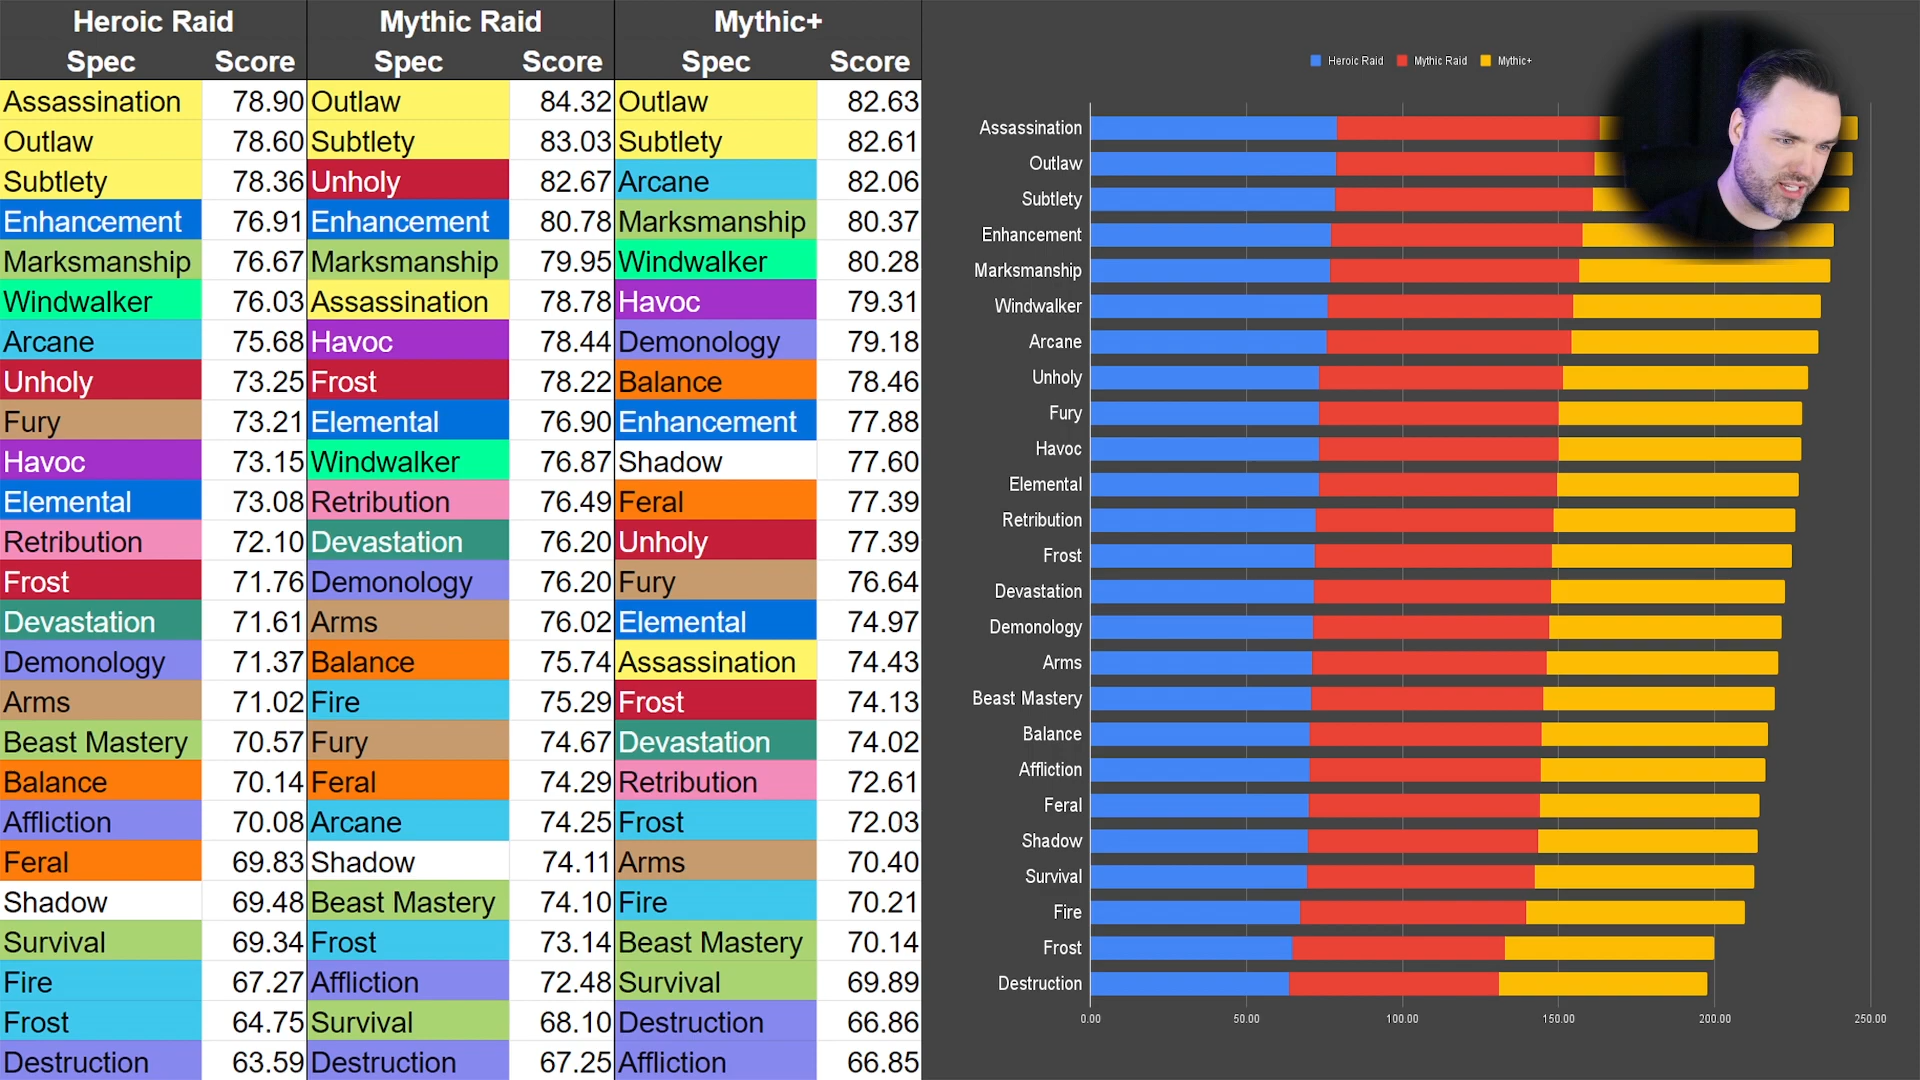 Heroic Raid Mythic Raid Mythic+
Spec Score Spec Score Spec Score
Assassination 78.90 Outlaw 84.32 Outlaw 82.63
Outlaw 78.60 Subtlety 83.03 Subtlety 82.61
Subtlety 78.36 Unholy 82.67 Arcane 82.06
Enhancement 76.91 Enhancement 80.78 Marksmanship 80.37
Marksmanship 76.67 Marksmanship 79.95 Windwalker 80.28
Windwalker 76.03 Assassination 78.78 Havoc 79.31
Arcane 75.68 Havoc 78.44 Demonology 79.18
Unholy 73.25 Frost 78.22 Balance 78.46
Fury 73.21 Elemental 76.90 Enhancement 77.88
Havoc 73.15 Windwalker 76.87 Shadow 77.60
Elemental 73.08 Retribution 76.49 Feral 77.39
Retribution 72.10 Devastation 76.20 Unholy 77.39
Frost 71.76 Demonology 76.20 Fury 76.64
Devastation 71.61 Arms 76.02 Elemental 74.97
Demonology 71.37 Balance 75.74 Assassination 74.43
Arms 71.02 Fire 75.29 Frost 74.13
Beast Mastery 70.57 Fury 74.67 Devastation 74.02
Balance 70.14 Feral 74.29 Retribution 72.61
Affliction 70.08 Arcane 74.25 Frost 72.03
Feral 69.83 Shadow 74.11 Arms 70.40
Shadow 69.48 Beast Mastery 74.10 Fire 70.21
Survival 69.34 Frost 73.14 Beast Mastery 70.14
Fire 67.27 Affliction 72.48 Survival 69.89
Frost 64.75 Survival 68.10 Destruction 66.86
Destruction 63.59 Destruction 67.25 Affliction 66.85
Heroic Raid Mythic Raid Mythic+
Assassination
Outlaw
Subtlety
Enhancement
Marksmanship
Windwalker
Arcane
Unholy
Fury
Havoc
Elemental
Retribution
Frost
Devastation
Demonology
Arms
Beast Mastery
Balance
Affliction
Feral
Shadow
Survival
Fire
Frost
Destruction
0.00 50.00 100.00 150.00 200.00 250.00